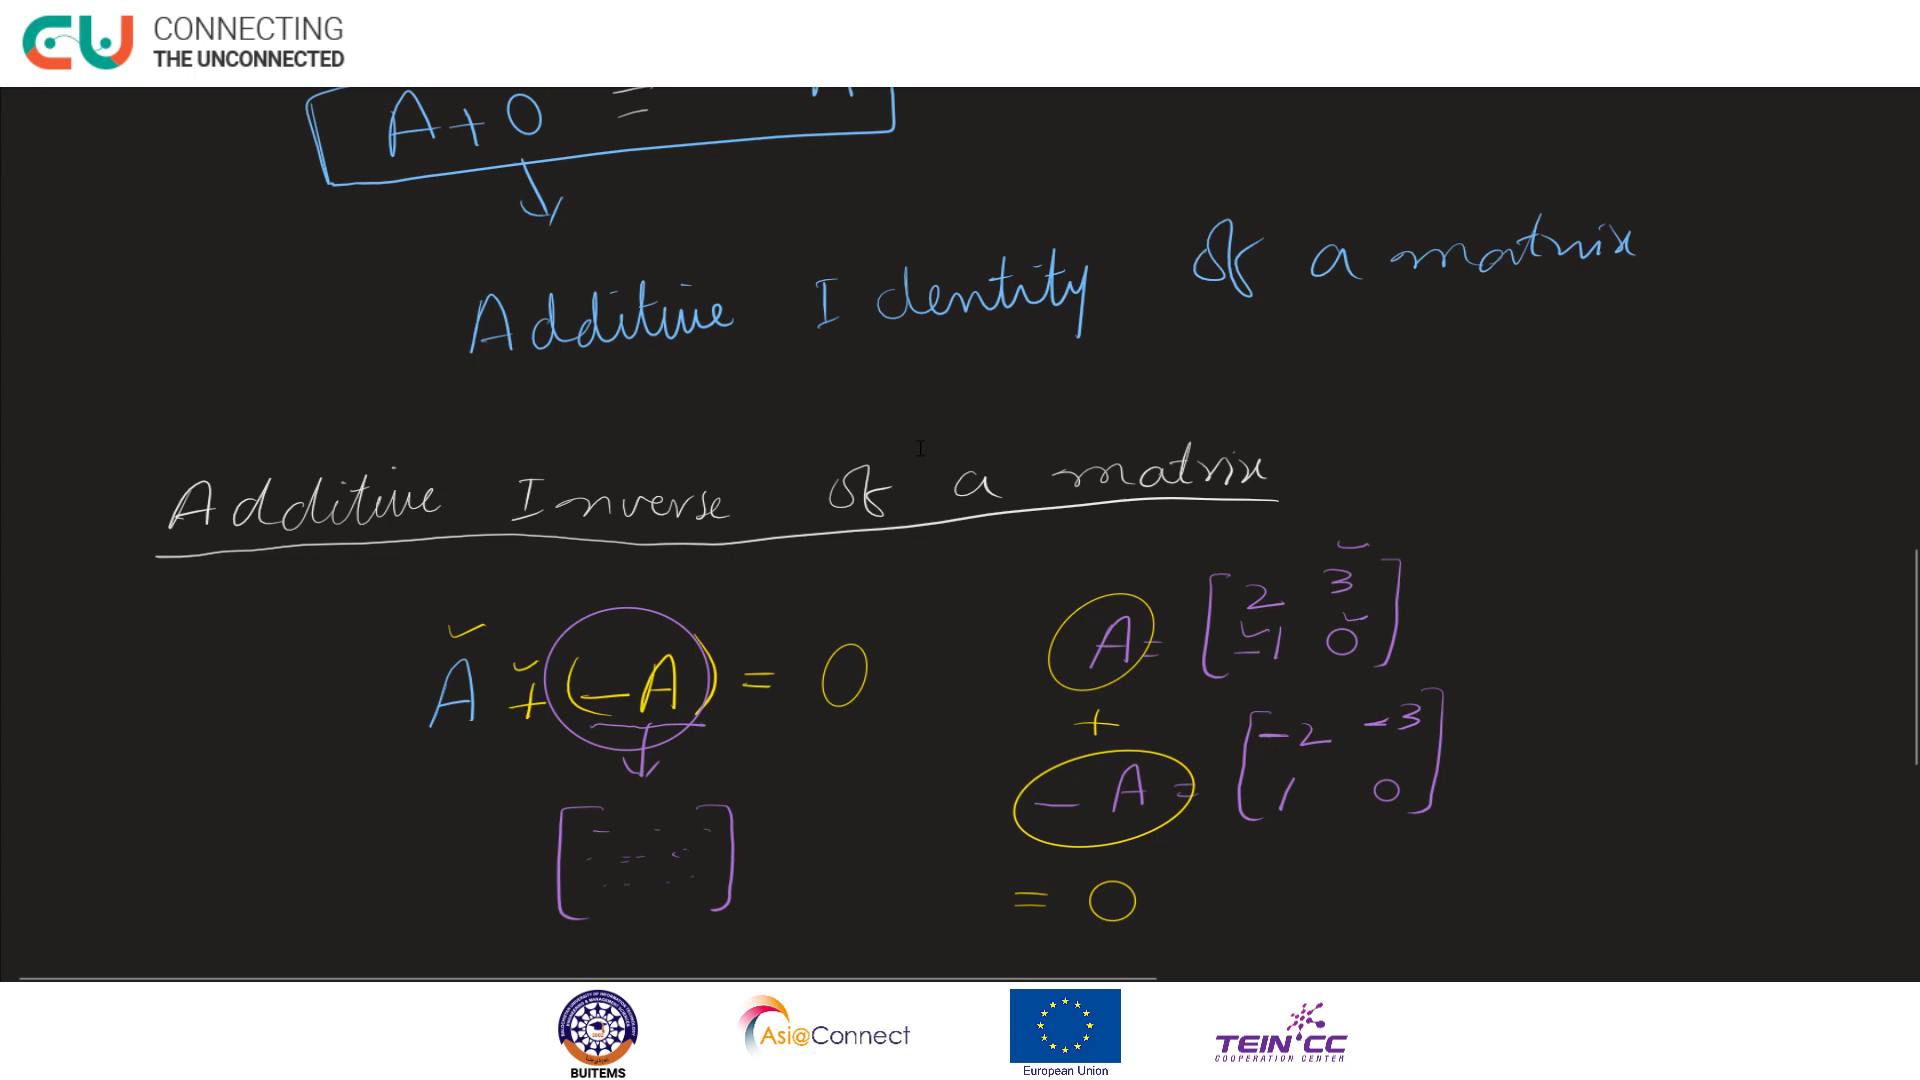 CONNECTING
THE UNCONNECTED
A + 0 = A
Additive Identity of a matrix
Additive Inverse of a matrix
A + (-A) = 0
A = [ 2 3
-1 0 ]
+
-A = [ -2 -3
1 0 ]
= 0
BUITEMS
Asi@Connect
European Union
TEIN*CC
COOPERATION CENTER